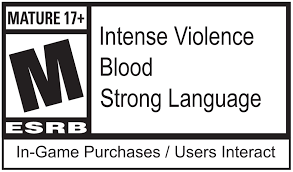 MATURE 17+
M
ESRB
Intense Violence
Blood
Strong Language
In-Game Purchases / Users Interact